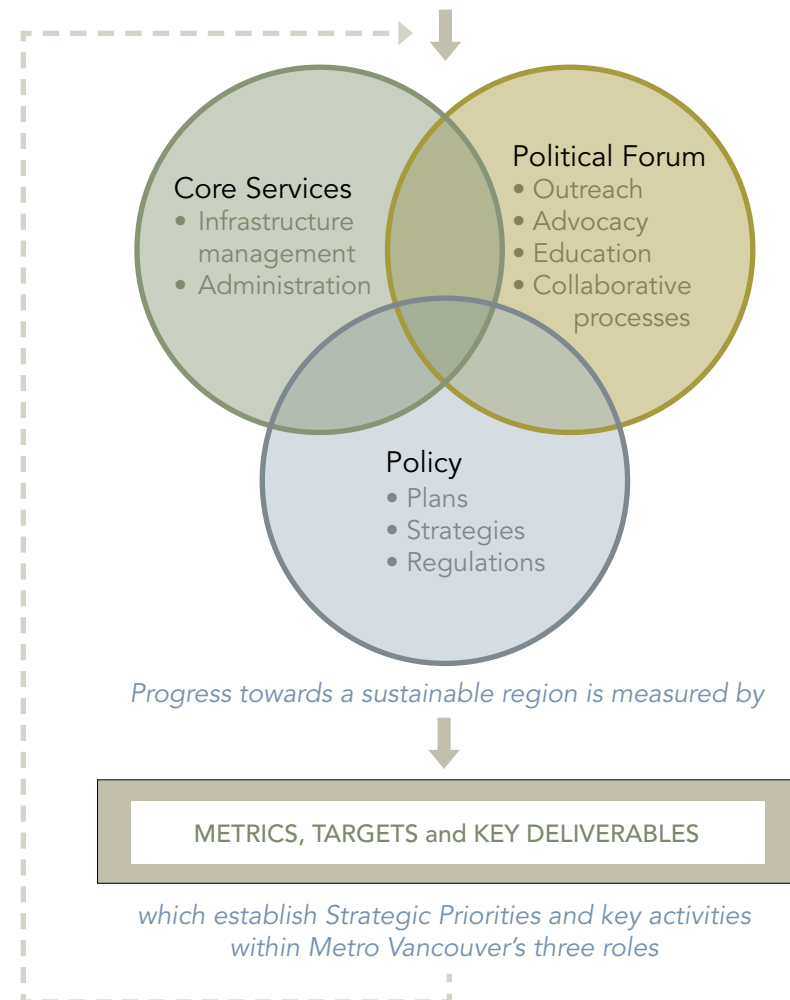 Core Services
• Infrastructure
management
• Administration
Political Forum
• Outreach
• Advocacy
• Education
• Collaborative
processes
Policy
• Plans
• Strategies
• Regulations
Progress towards a sustainable region is measured by
METRICS, TARGETS and KEY DELIVERABLES
which establish Strategic Priorities and key activities
within Metro Vancouver’s three roles